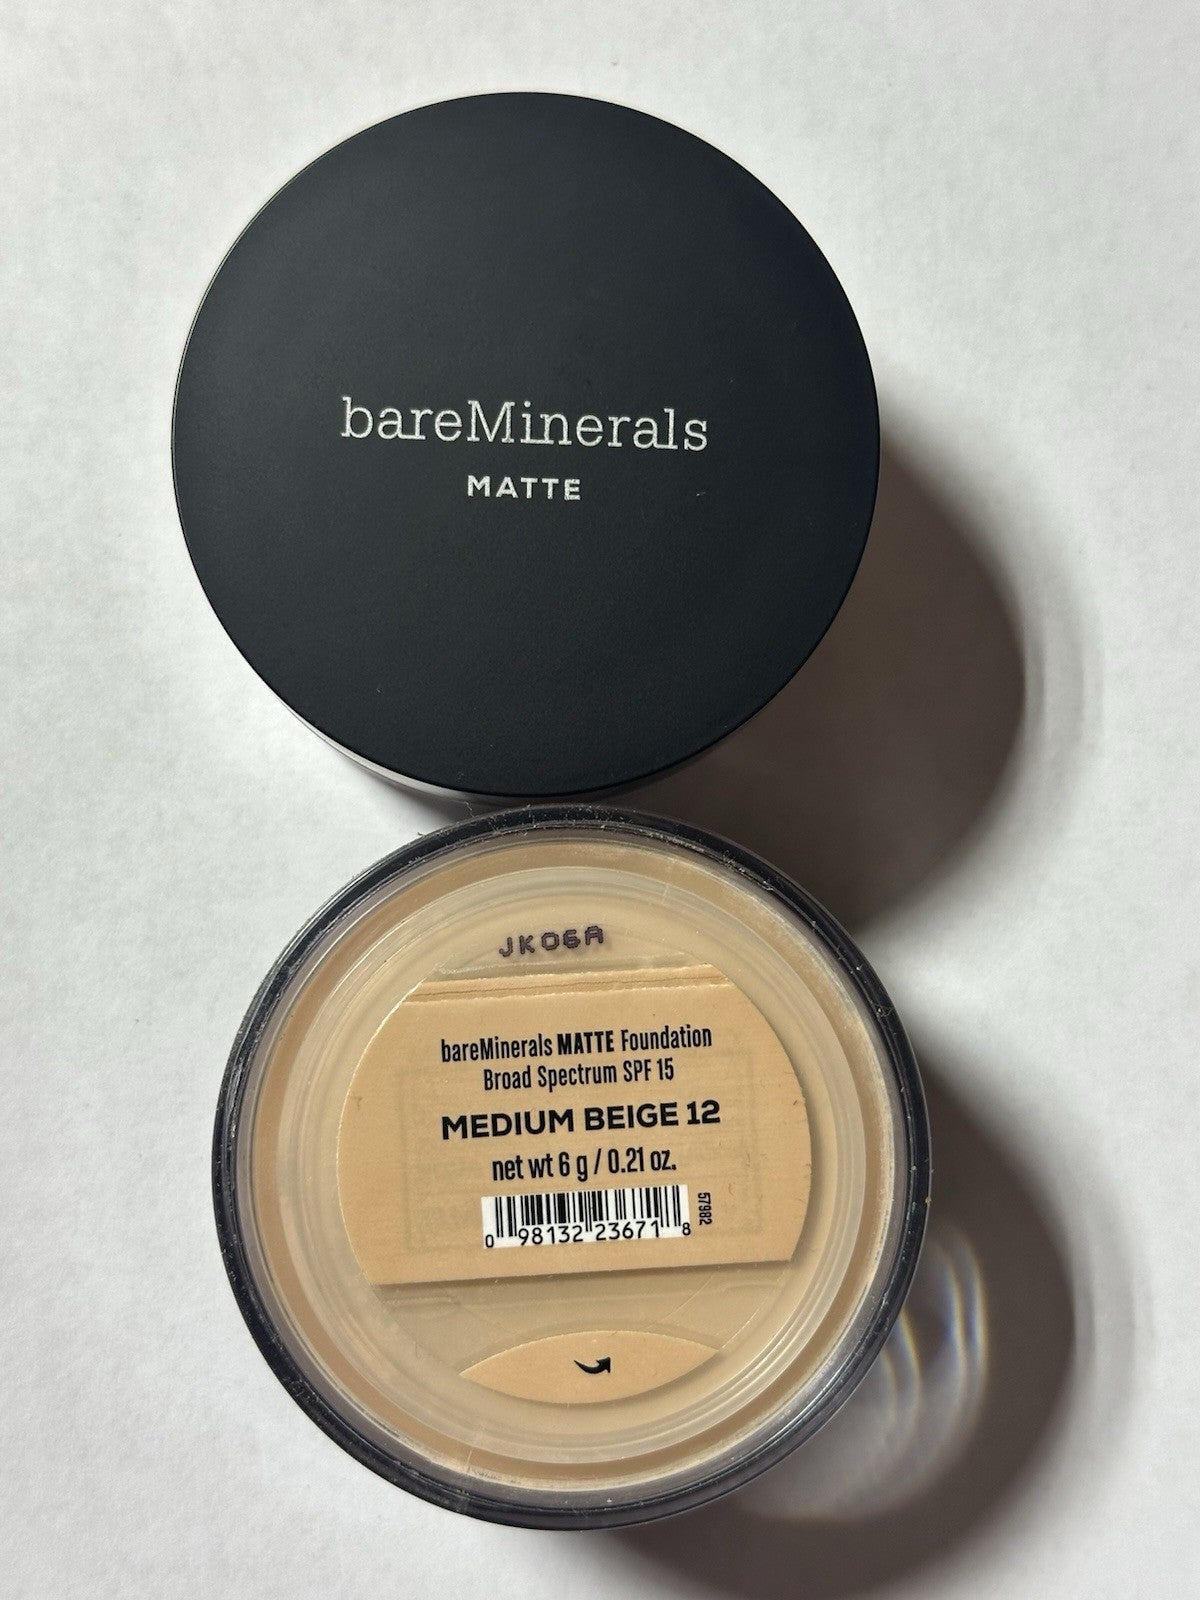 bareMinerals
MATTE
JK06A
bareMinerals MATTE Foundation
Broad Spectrum SPF 15
MEDIUM BEIGE 12
net wt 6 g / 0.21 oz.
57982
0 98132 23671 8